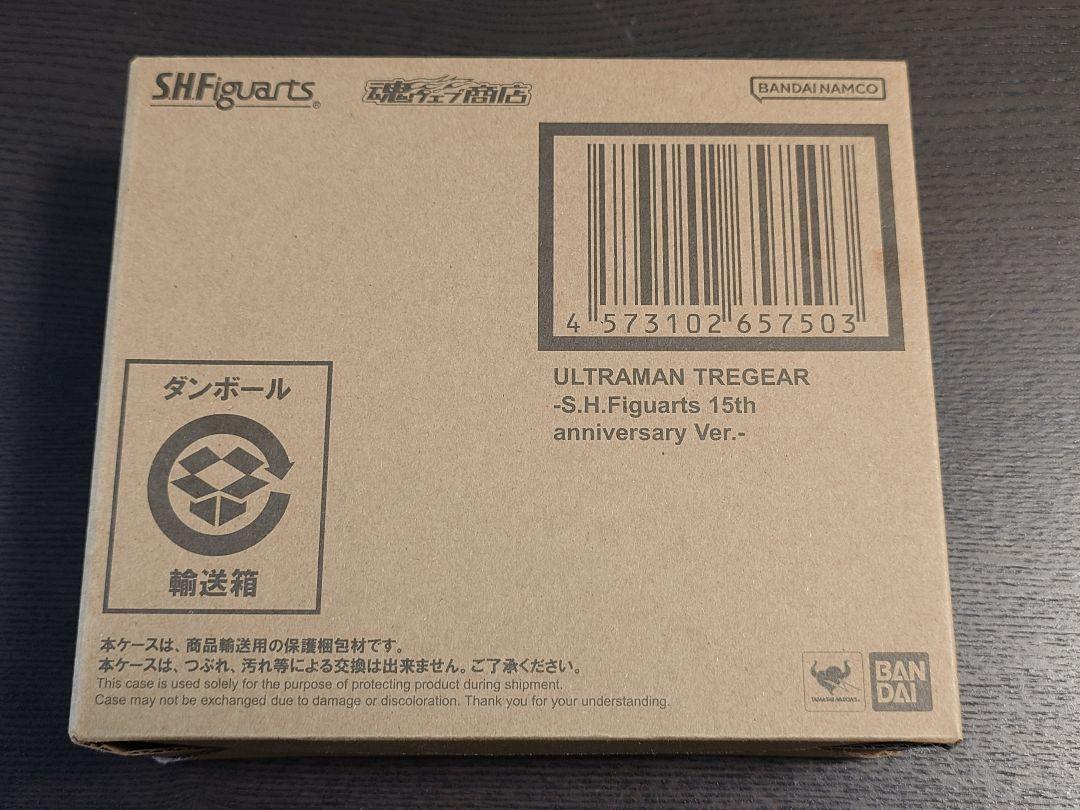 S.H.Figuarts®
魂ウェブ商店
BANDAI NAMCO
4 573102 657503
ULTRAMAN TREGEAR
-S.H.Figuarts 15th
anniversary Ver.-
ダンボール
輸送箱
本ケースは、商品輸送用の保護梱包材です。
本ケースは、つぶれ、汚れ等による交換は出来ません。ご了承ください。
This case is used solely for the purpose of protecting product during shipment.
Case may not be exchanged due to damage or discoloration. Thank you for your understanding.
TAMASHII NATIONS
BAN
DAI